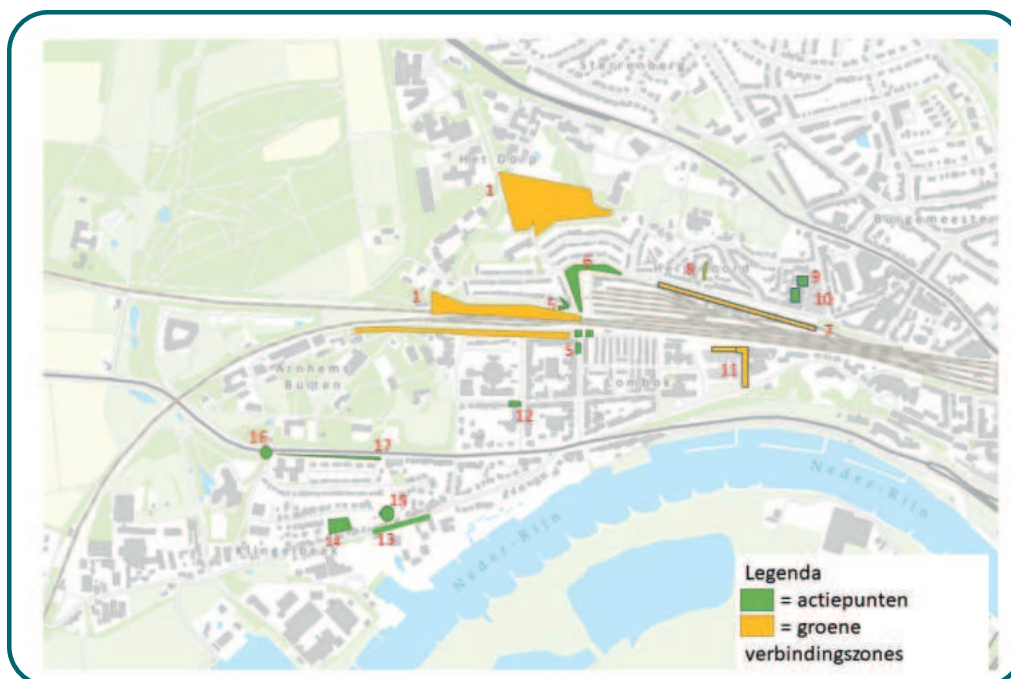 Sterrenberg
Het Dorp
1
Burgemeesten
6
8
9
10
1
5
7
5
Lombok
11
Arnhems
Buiten
12
16
17
15
14
13
Klingelbeek
Neder-Rijn
Neder-Rijn
Legenda
= actiepunten
= groene
verbindingszones